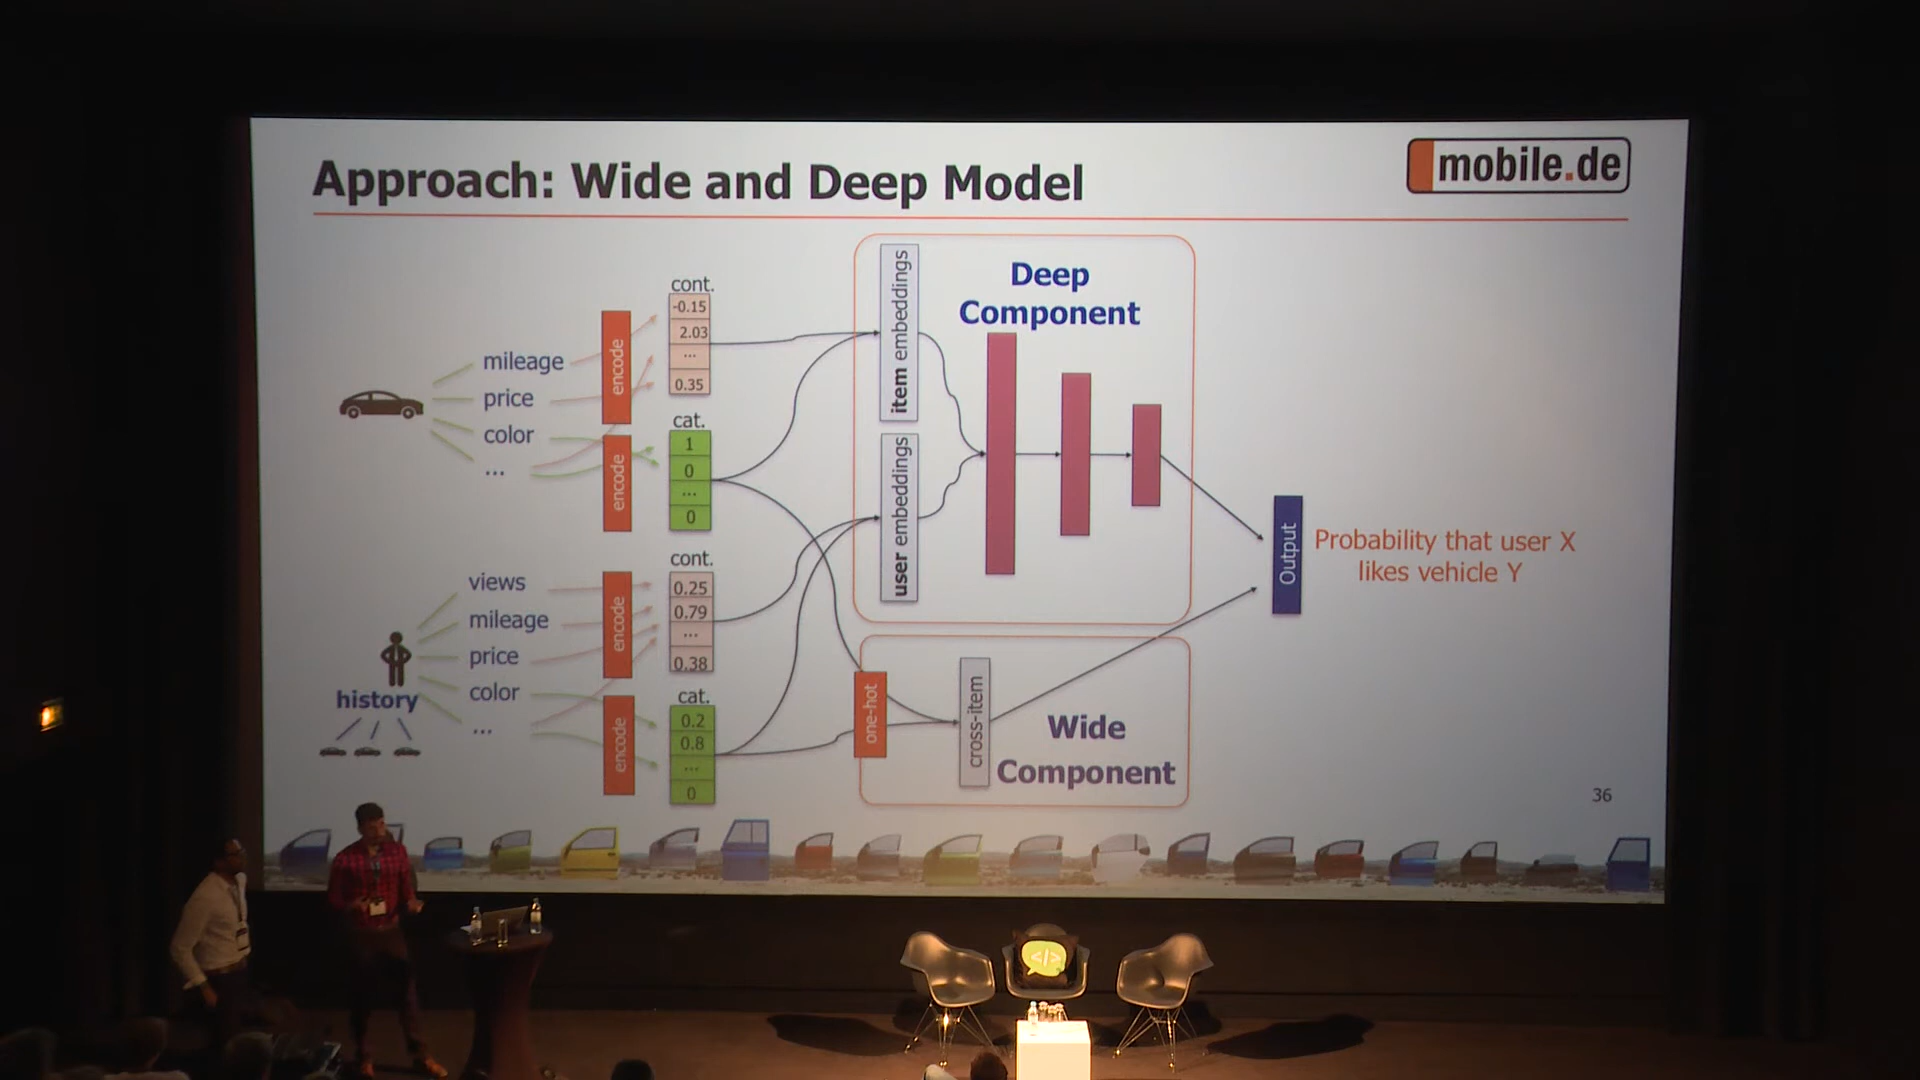 Approach: Wide and Deep Model
mobile.de
mileage
price
color
...
encode
encode
cont.
-0.15
2.03
...
0.35
cat.
1
0
...
0
history
views
mileage
price
color
...
encode
encode
cont.
0.25
0.79
...
0.38
cat.
0.2
0.8
...
0
item embeddings
user embeddings
Deep
Component
one-hot
cross-item
Wide
Component
Output
Probability that user X
likes vehicle Y
36
</>